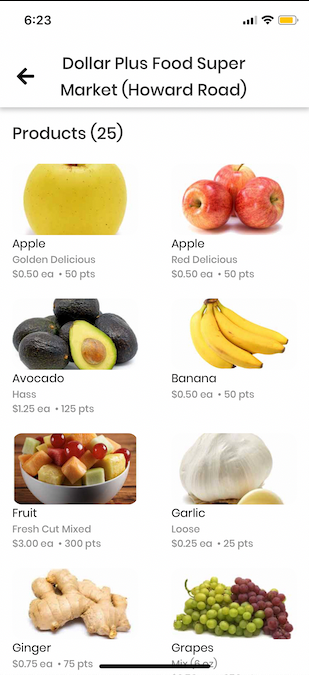 6:23
Dollar Plus Food Super
Market (Howard Road)
Products (25)
Apple
Golden Delicious
$0.50 ea • 50 pts
Apple
Red Delicious
$0.50 ea • 50 pts
Avocado
Hass
$1.25 ea • 125 pts
Banana
$0.50 ea • 50 pts
Fruit
Fresh Cut Mixed
$3.00 ea • 300 pts
Garlic
Loose
$0.25 ea • 25 pts
Ginger
$0.75 ea • 75 pts
Grapes
Mix (6 oz)